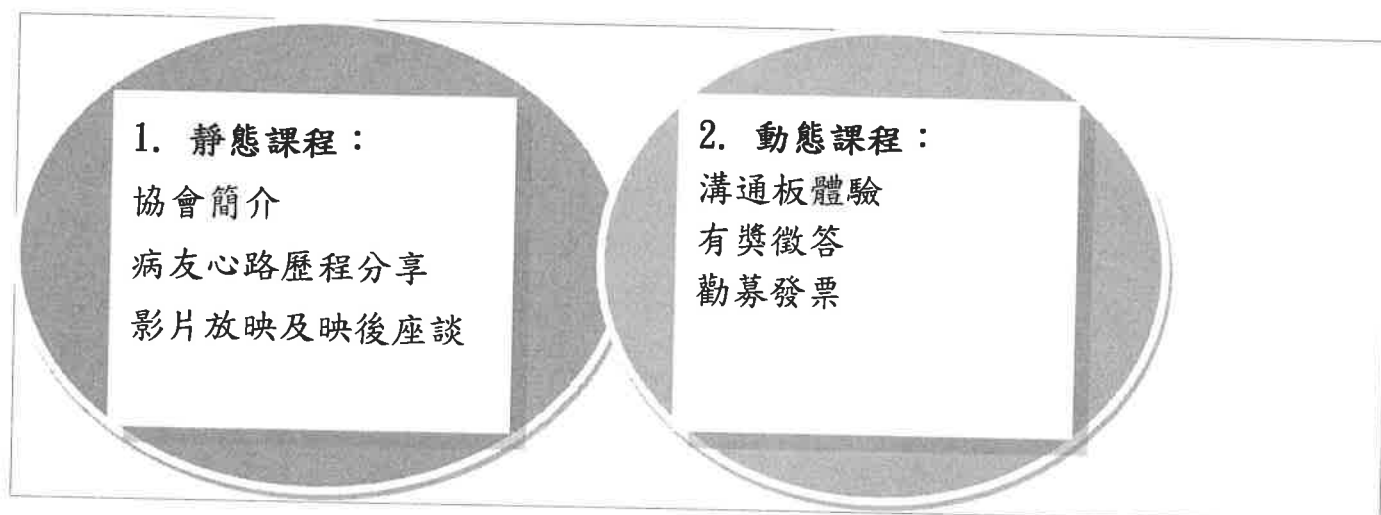 1. 靜態課程：
協會簡介
病友心路歷程分享
影片放映及映後座談
2. 動態課程：
溝通板體驗
有獎徵答
勸募發票